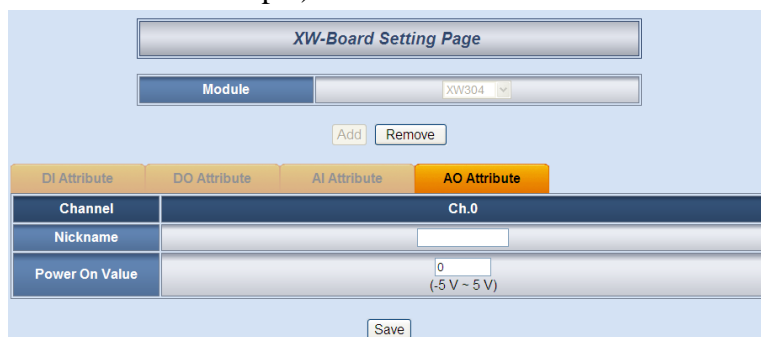 XW-Board Setting Page
Module XW304
Add Remove
DI Attribute DO Attribute AI Attribute AO Attribute
Channel Ch.0
Nickname
Power On Value 0
(-5 V ~ 5 V)
Save